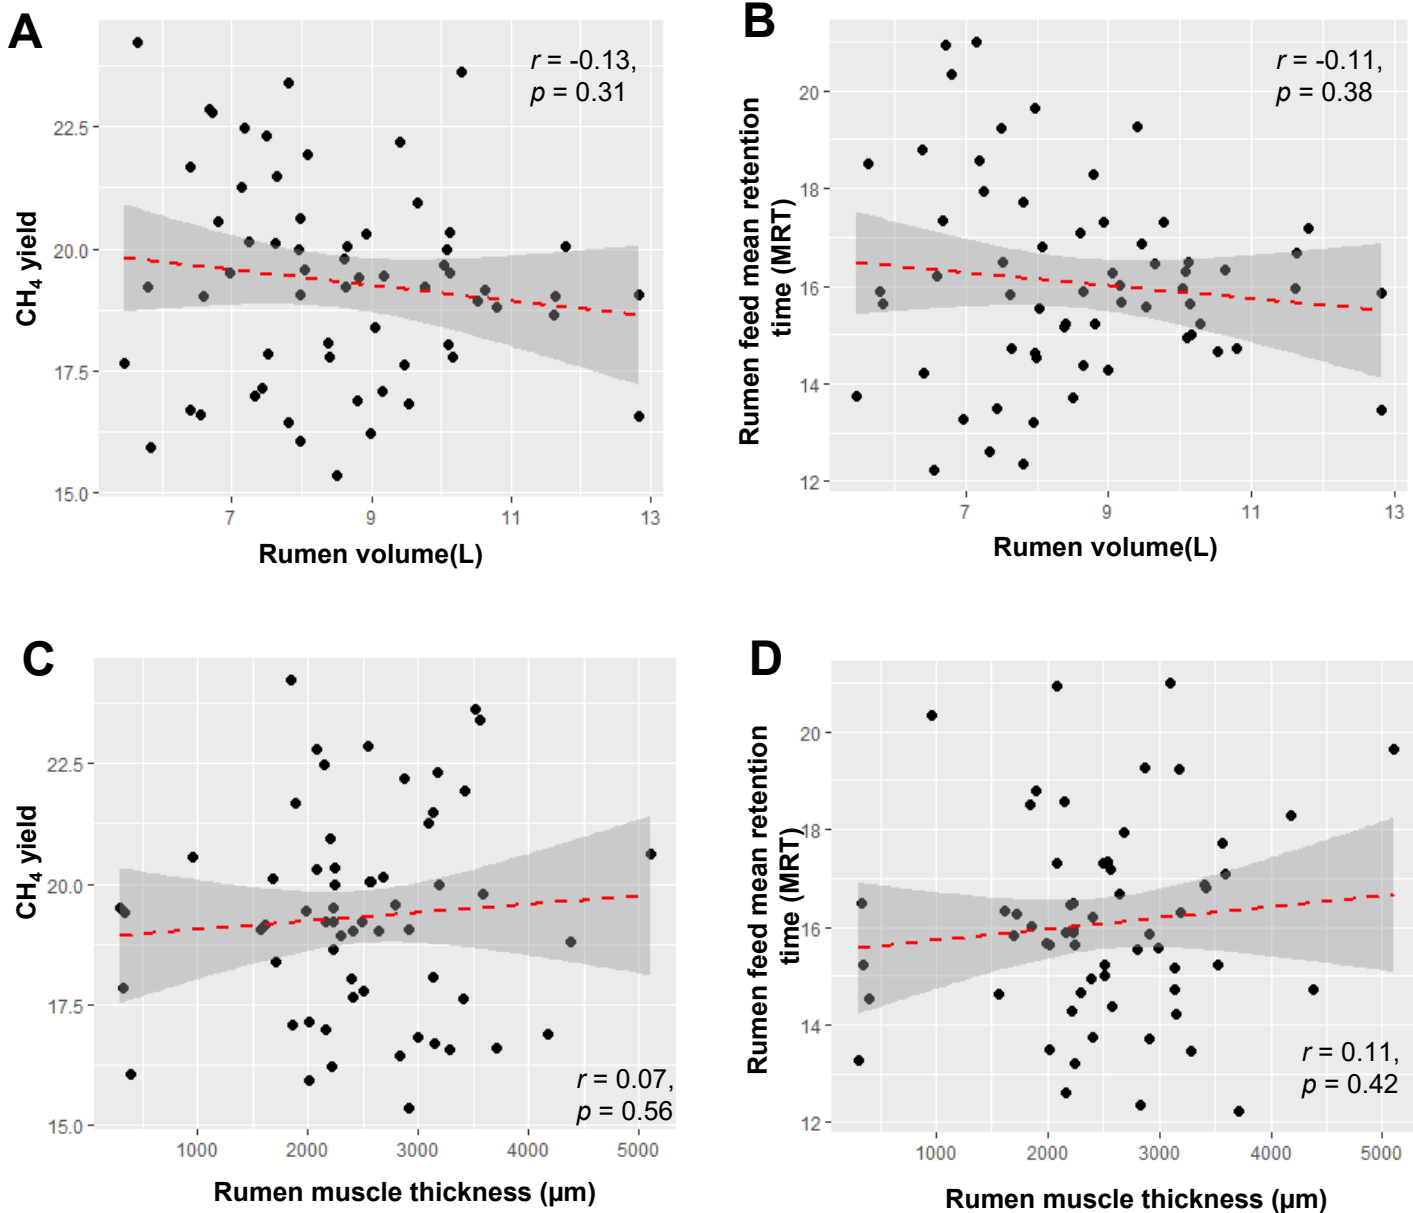 A
r = -0.13,
p = 0.31
CH₄ yield
22.5
20.0
17.5
15.0
7
9
11
13
Rumen volume(L)
B
r = -0.11,
p = 0.38
Rumen feed mean retention
time (MRT)
20
18
16
14
12
7
9
11
13
Rumen volume(L)
C
CH₄ yield
22.5
20.0
17.5
15.0
r = 0.07,
p = 0.56
1000
2000
3000
4000
5000
Rumen muscle thickness (µm)
D
Rumen feed mean retention
time (MRT)
20
18
16
14
12
r = 0.11,
p = 0.42
1000
2000
3000
4000
5000
Rumen muscle thickness (µm)